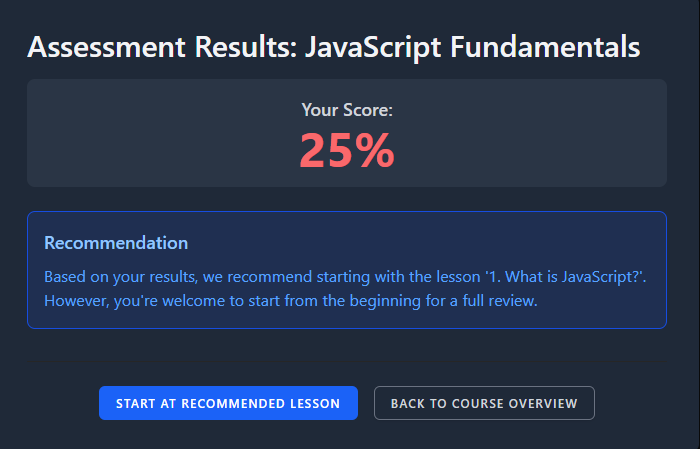 Assessment Results: JavaScript Fundamentals
Your Score:
25%
Recommendation
Based on your results, we recommend starting with the lesson '1. What is JavaScript?'.
However, you're welcome to start from the beginning for a full review.
START AT RECOMMENDED LESSON
BACK TO COURSE OVERVIEW